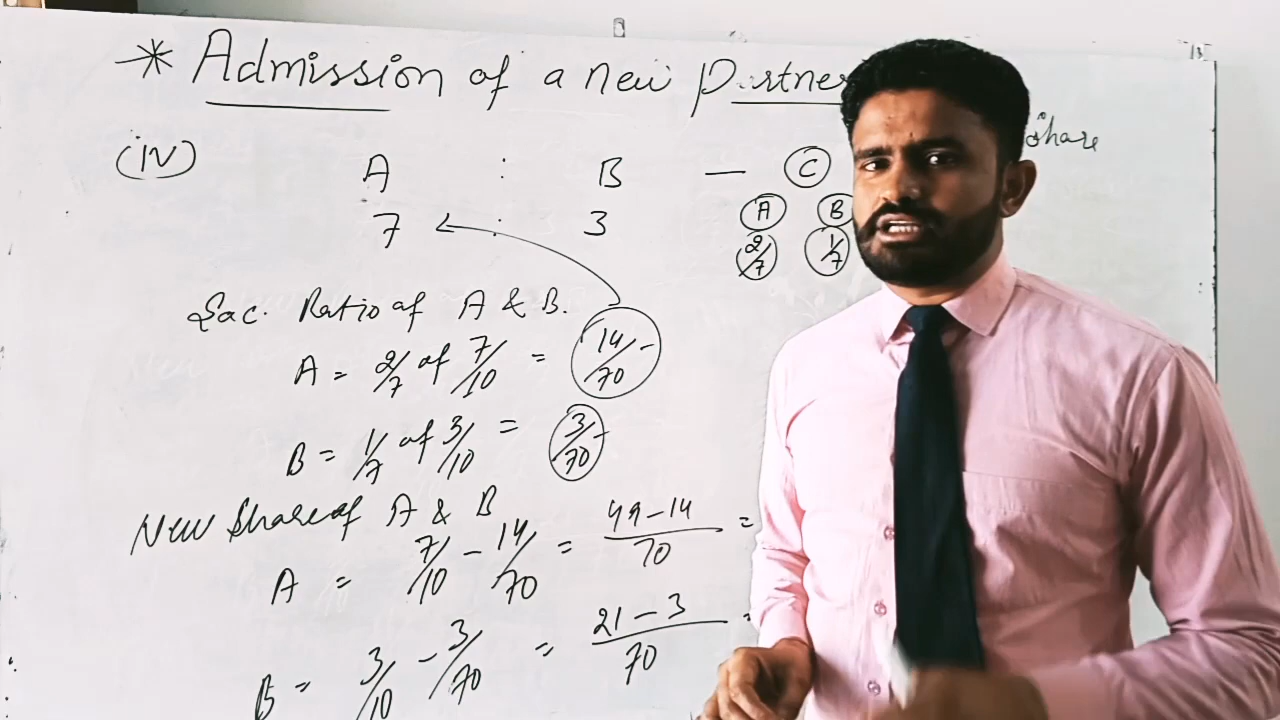 * Admission of a new Partner
share
(iv) A : B — C
A B
7 : 3
2/7 1/7
Sac. Ratio of A & B.
A = 2/7 of 7/10 = 14/70
B = 1/7 of 3/10 = 3/70
New Share of A & B
A = 7/10 - 14/70 = 49-14/70 =
B = 3/10 - 3/70 = 21-3/70 =